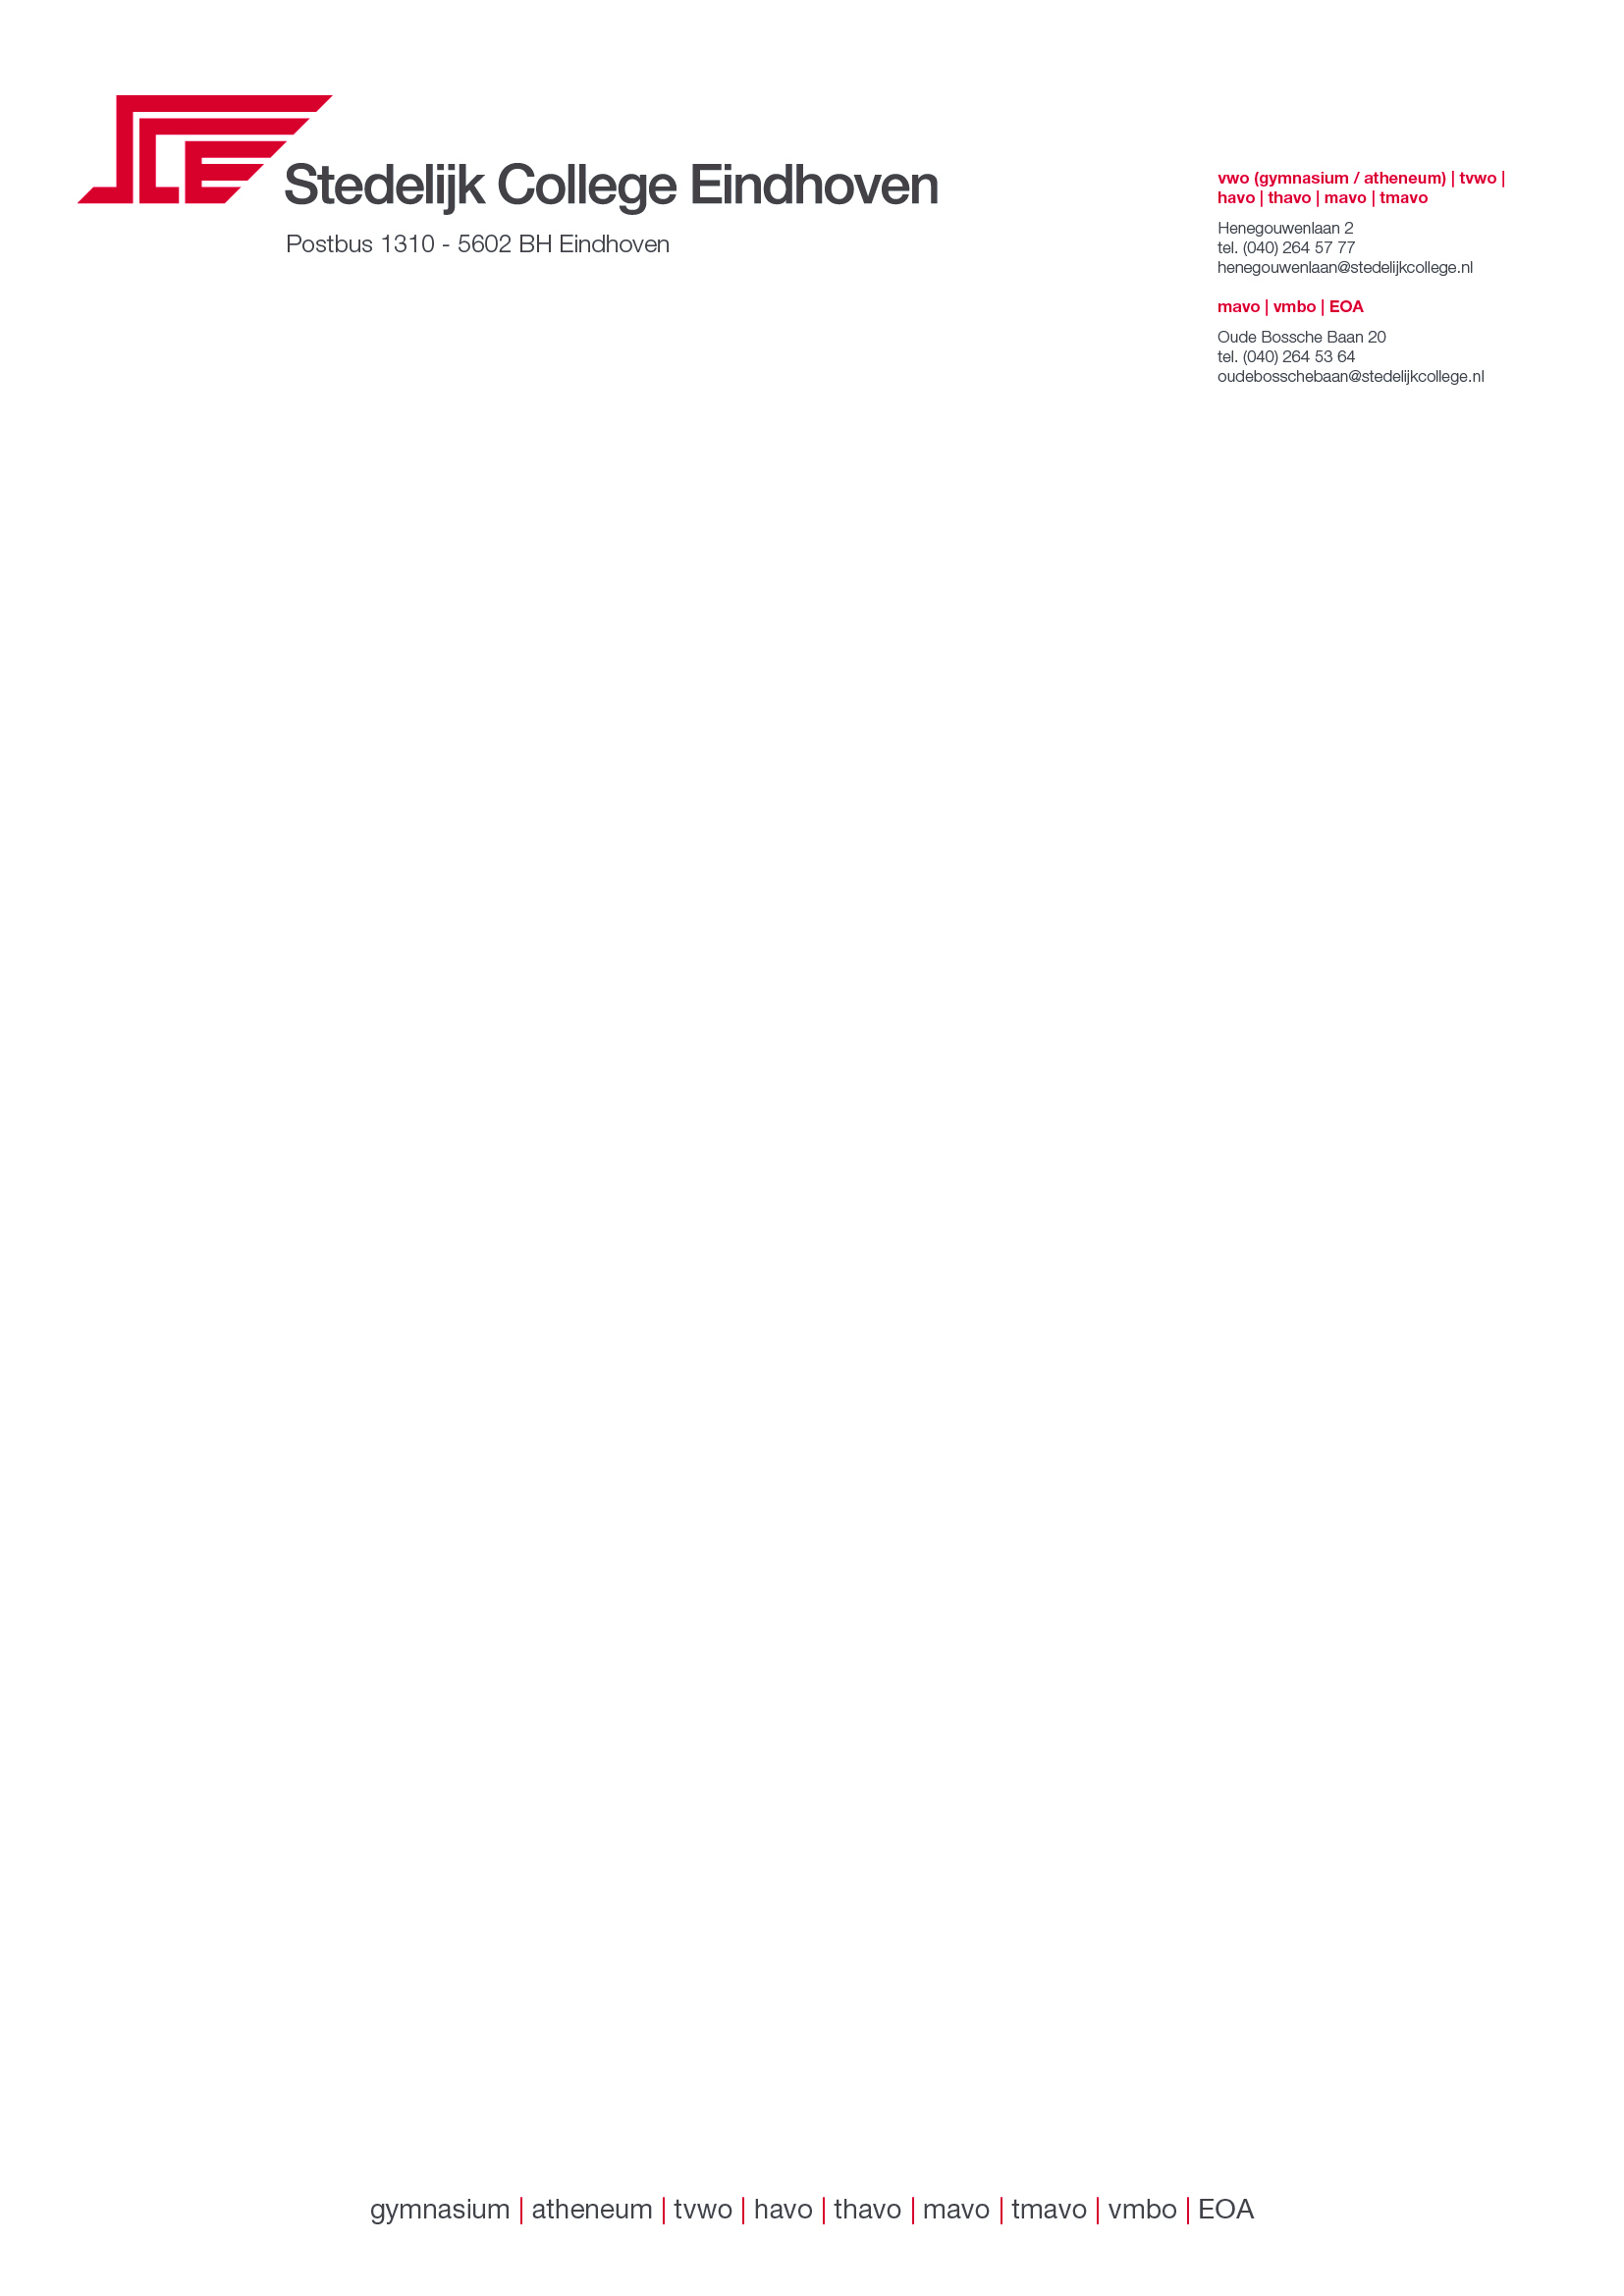 SCE
Stedelijk College Eindhoven
Postbus 1310 - 5602 BH Eindhoven
vwo (gymnasium / atheneum) | tvwo |
havo | thavo | mavo | tmavo
Henegouwenlaan 2
tel. (040) 264 57 77
henegouwenlaan@stedelijkcollege.nl
mavo | vmbo | EOA
Oude Bossche Baan 20
tel. (040) 264 53 64
oudebosschebaan@stedelijkcollege.nl
gymnasium | atheneum | tvwo | havo | thavo | mavo | tmavo | vmbo | EOA